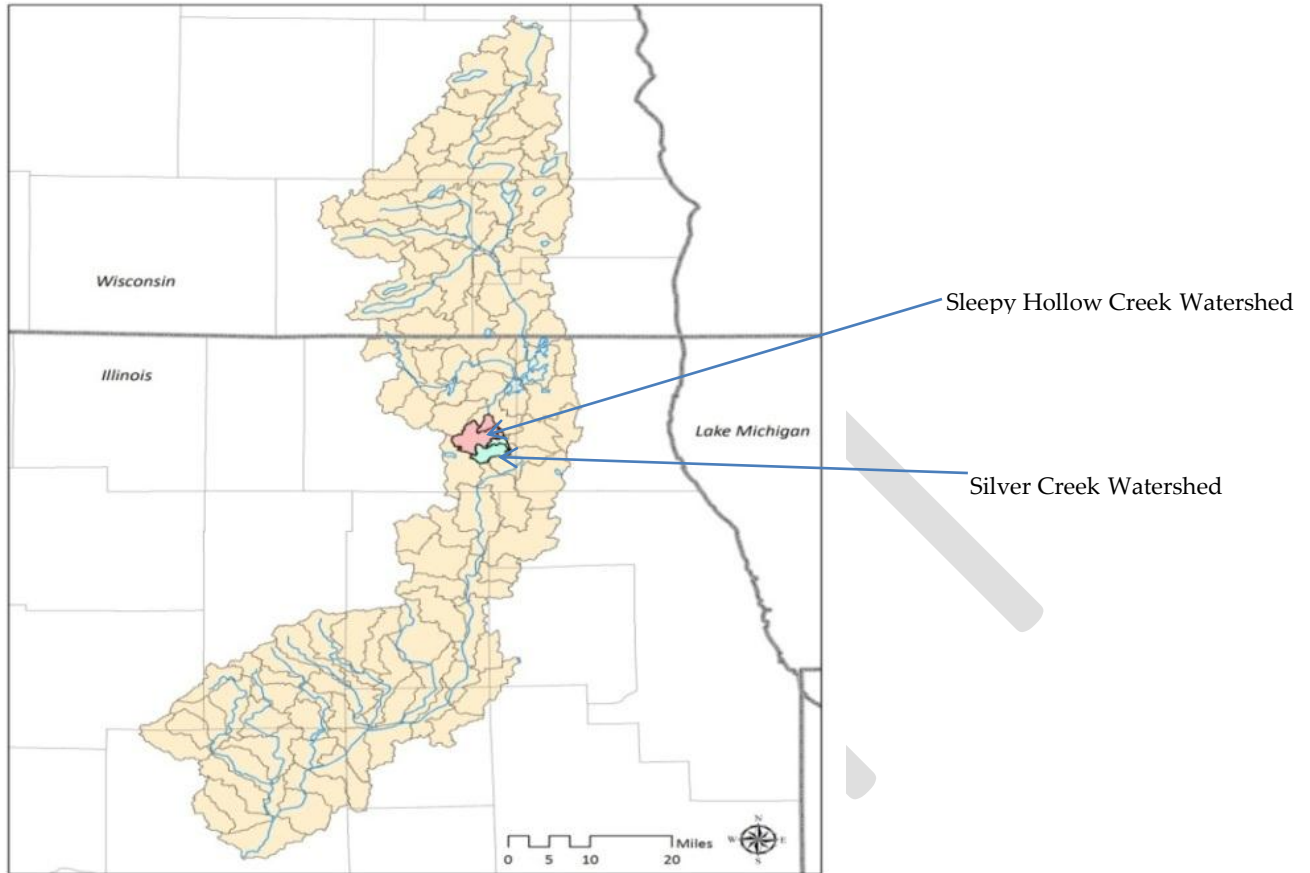 Wisconsin
Sleepy Hollow Creek Watershed
Illinois
Lake Michigan
Silver Creek Watershed
Miles
0 5 10 20
N
W E
S